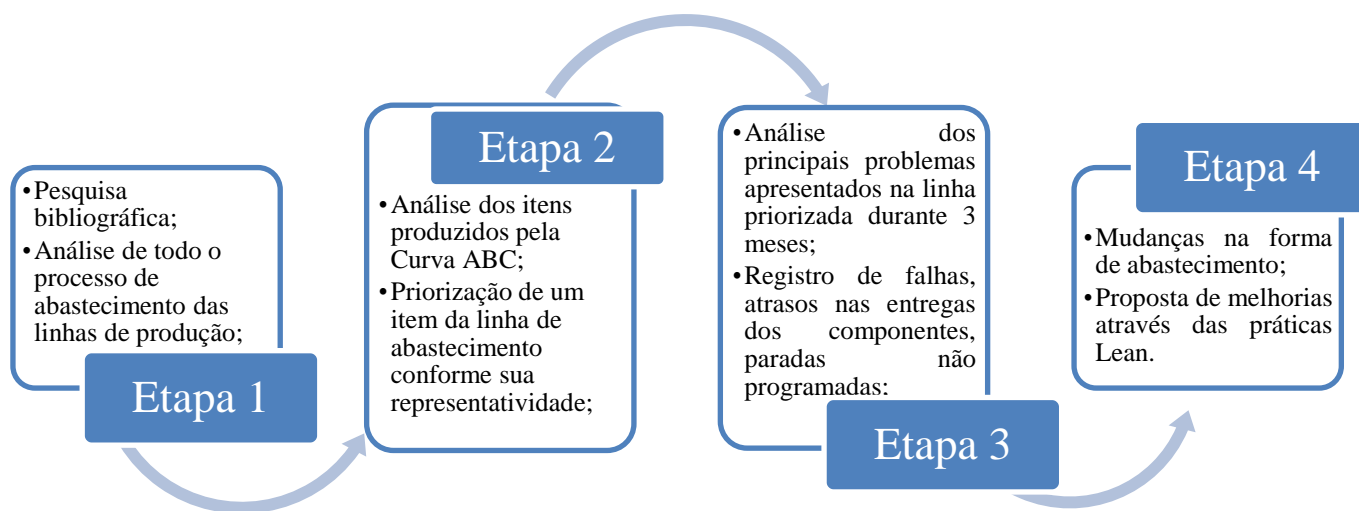 •Pesquisa
bibliográfica;
•Análise de todo o
processo de
abastecimento das
linhas de produção;
Etapa 1
Etapa 2
•Análise dos itens
produzidos pela
Curva ABC;
•Priorização de um
item da linha de
abastecimento
conforme sua
representatividade;
•Análise dos
principais problemas
apresentados na linha
priorizada durante 3
meses;
•Registro de falhas,
atrasos nas entregas
dos componentes,
paradas não
programadas;
Etapa 3
Etapa 4
•Mudanças na forma
de abastecimento;
•Proposta de melhorias
através das práticas
Lean.